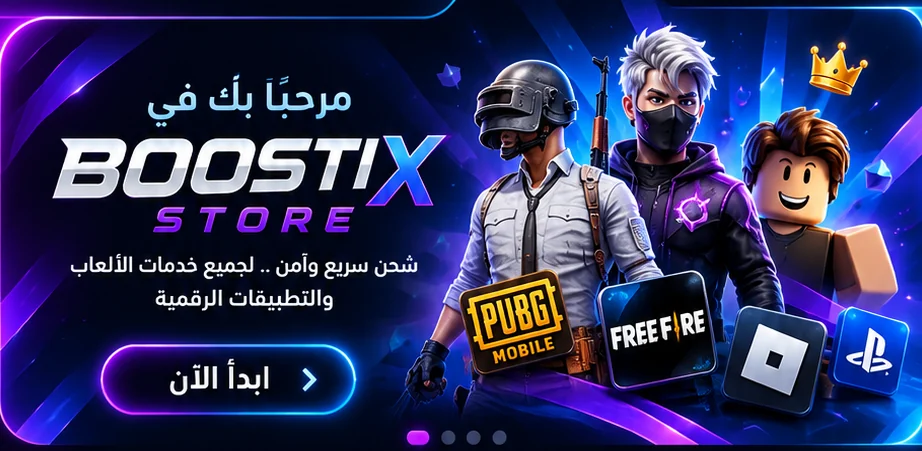 مرحبًا بك في
BOOSTIX
STORE
شحن سريع وآمن .. لجميع خدمات الألعاب
والتطبيقات الرقمية
ابدأ الآن
PUBG
MOBILE
FREE FIRE